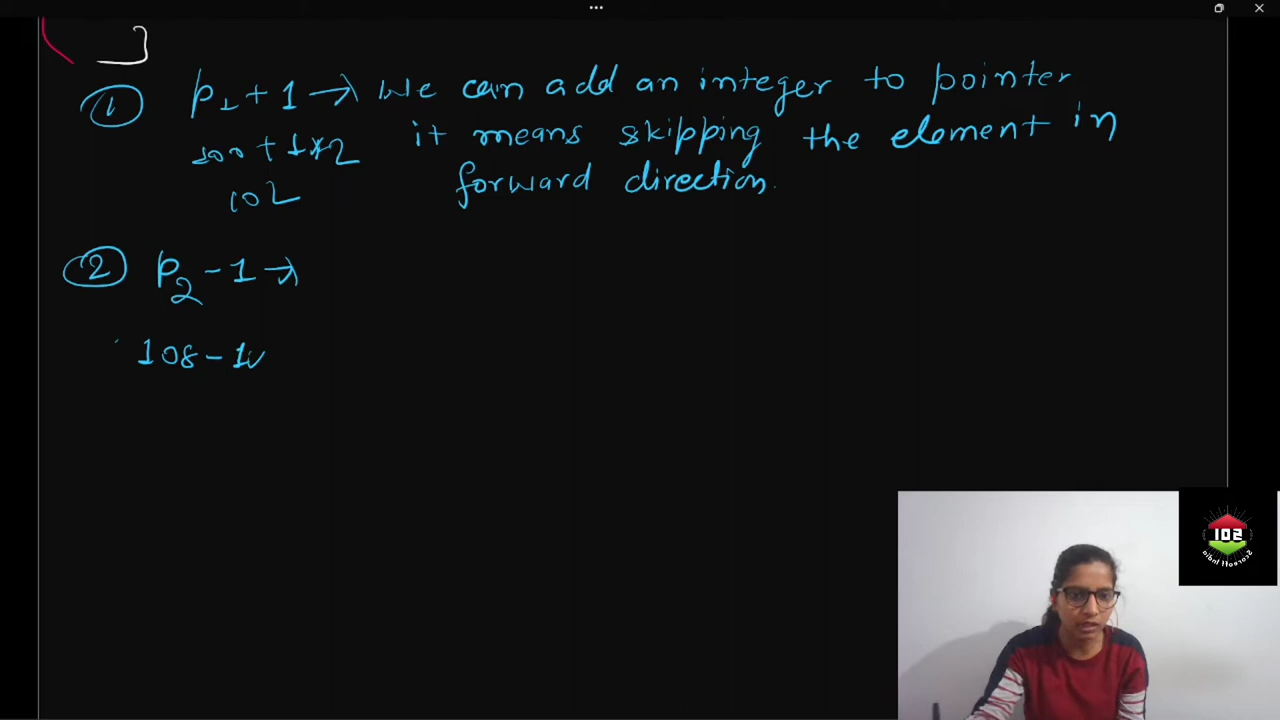 }
① p1 + 1 → We can add an integer to pointer
100 + 1*2 it means skipping the element in
102 forward direction.
② p2 - 1 →
108 - 1